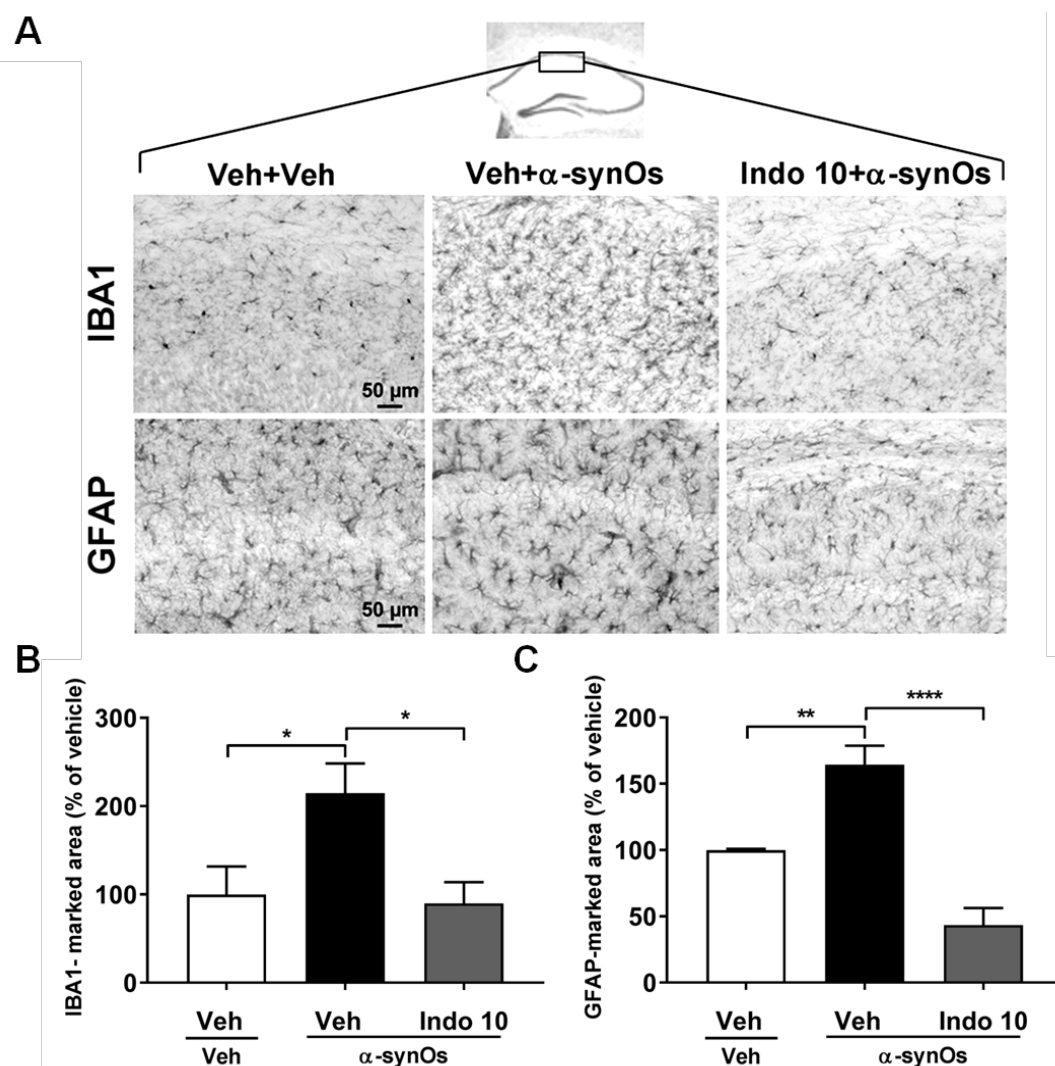 A
Veh+Veh Veh+α-synOs Indo 10+α-synOs
IBA1
50 µm
GFAP
50 µm
B
IBA1- marked area (% of vehicle)
300
200
100
0
*
*
Veh Veh Indo 10
Veh α-synOs
C
GFAP-marked area (% of vehicle)
200
150
100
50
0
**
****
Veh Veh Indo 10
Veh α-synOs